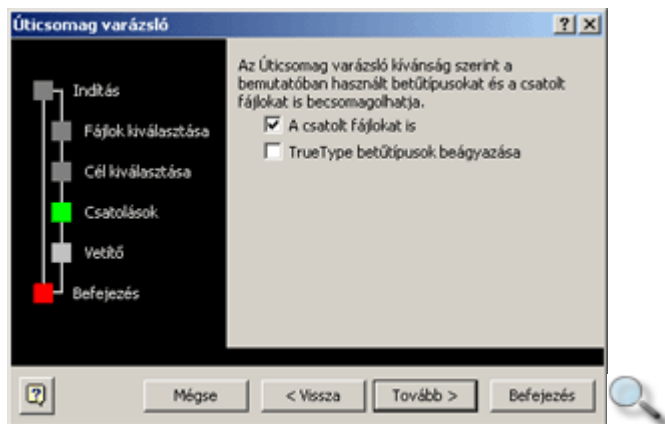 Úticsomag varázsló
Indítás
Fájlok kiválasztása
Cél kiválasztása
Csatolások
Vetítő
Befejezés
Az Úticsomag varázsló kívánság szerint a
bemutatóban használt betűtípusokat és a csatolt
fájlokat is becsomagolhatja.
A csatolt fájlokat is
TrueType betűtípusok beágyazása
Mégse
< Vissza
Tovább >
Befejezés